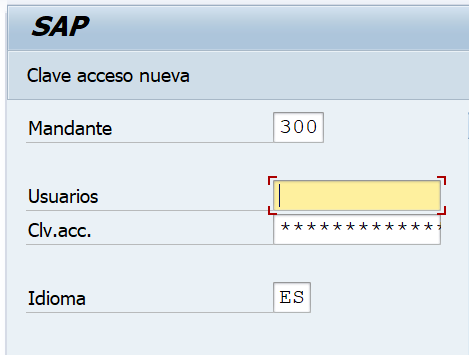 SAP
Clave acceso nueva
Mandante 300
Usuarios
Clv.acc. *************
Idioma ES